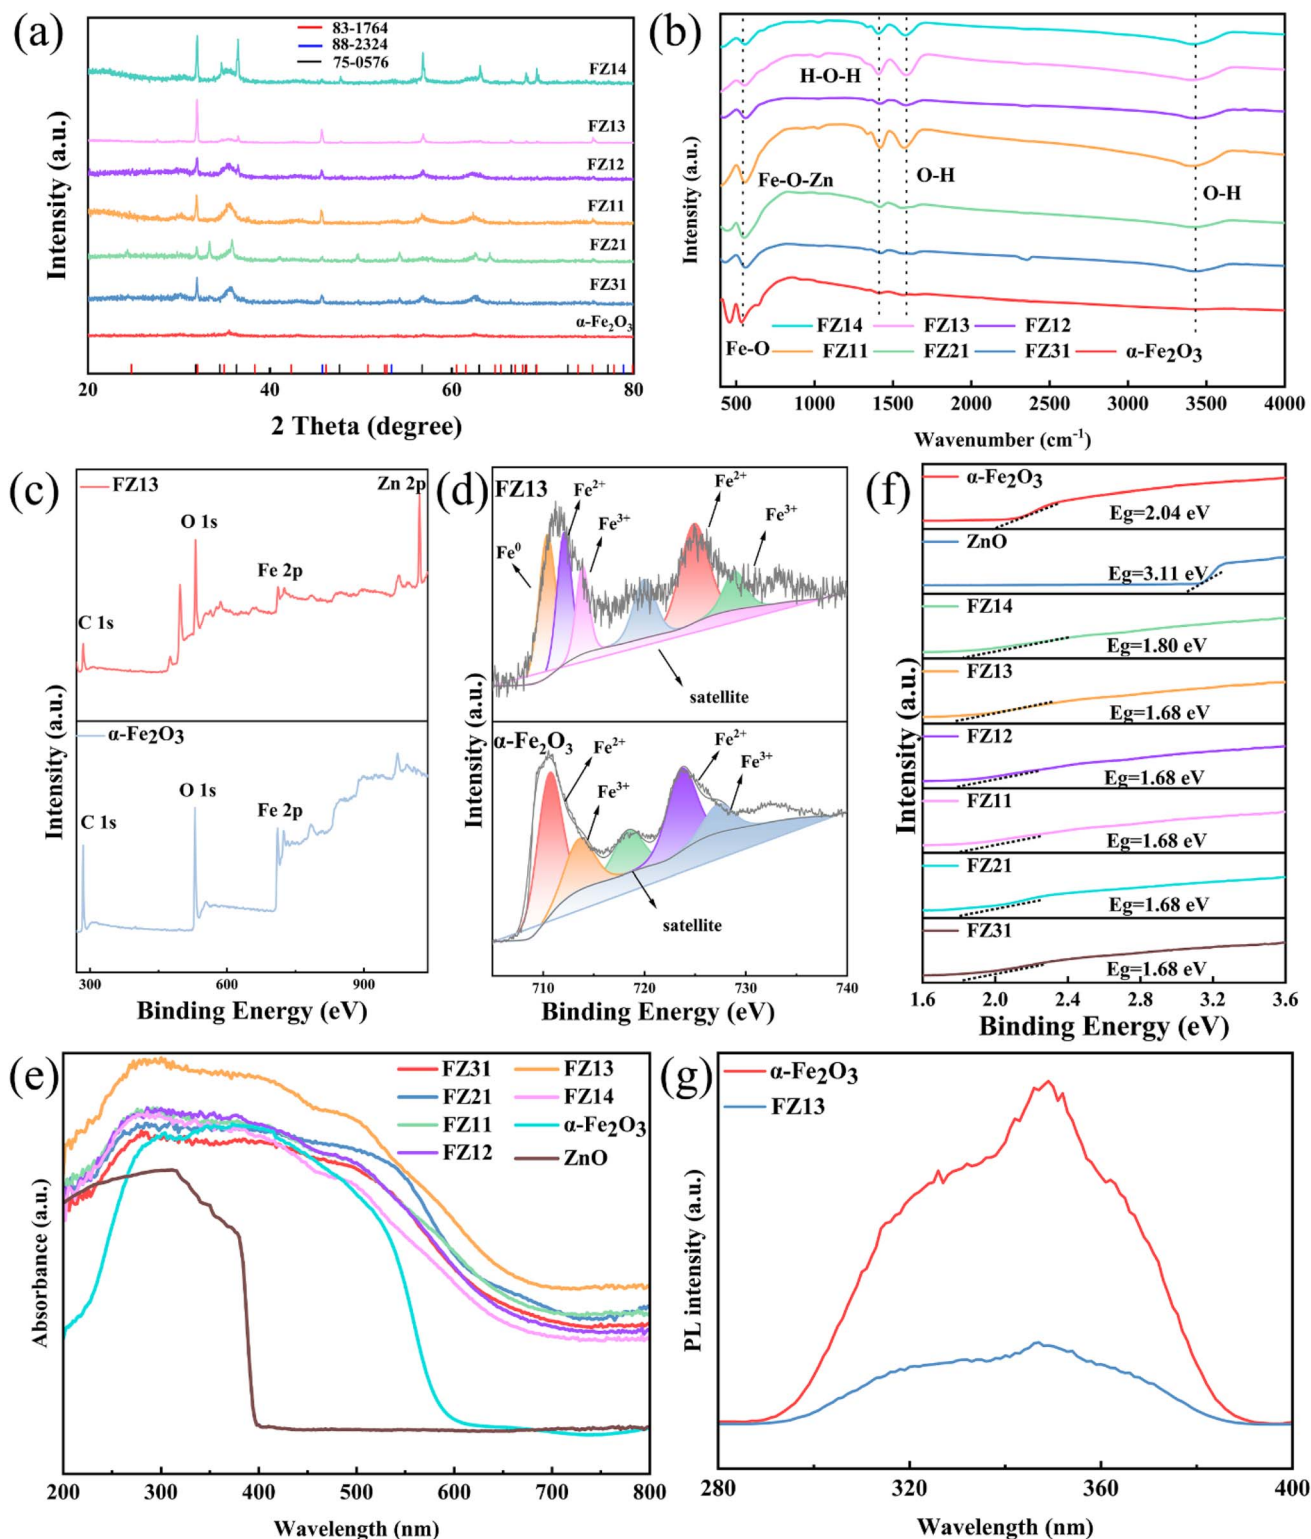 (a)
83-1764
88-2324
75-0576
FZ14
FZ13
FZ12
FZ11
FZ21
FZ31
α-Fe₂O₃
Intensity (a.u.)
20 30 40 50 60 70 80
2 Theta (degree)
(b)
H-O-H
O-H
Fe-O-Zn
O-H
Fe-O
FZ14 FZ13 FZ12
FZ11 FZ21 FZ31 α-Fe₂O₃
Intensity (a.u.)
500 1000 1500 2000 2500 3000 3500 4000
Wavenumber (cm⁻¹)
(c)
FZ13
Zn 2p
O 1s
Fe 2p
C 1s
α-Fe₂O₃
O 1s
Fe 2p
C 1s
Intensity (a.u.)
300 600 900
Binding Energy (eV)
(d)
FZ13
Fe²⁺
Fe²⁺
Fe³⁺
Fe³⁺
Fe⁰
satellite
α-Fe₂O₃
Fe²⁺
Fe²⁺
Fe³⁺
Fe³⁺
satellite
Intensity (a.u.)
710 720 730 740
Binding Energy (eV)
(f)
α-Fe₂O₃
Eg=2.04 eV
ZnO
Eg=3.11 eV
FZ14
Eg=1.80 eV
FZ13
Eg=1.68 eV
FZ12
Eg=1.68 eV
FZ11
Eg=1.68 eV
FZ21
Eg=1.68 eV
FZ31
Eg=1.68 eV
Intensity (a.u.)
1.6 2.0 2.4 2.8 3.2 3.6
Binding Energy (eV)
(e)
FZ31 FZ13
FZ21 FZ14
FZ11 α-Fe₂O₃
FZ12 ZnO
Absorbance (a.u.)
200 300 400 500 600 700 800
Wavelength (nm)
(g)
α-Fe₂O₃
FZ13
PL intensity (a.u.)
280 320 360 400
Wavelength (nm)